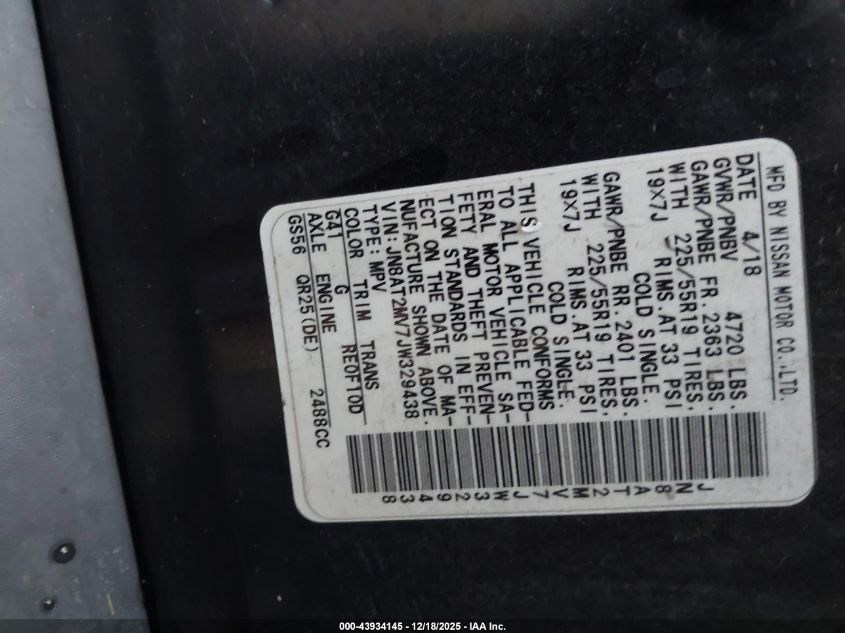 MFD BY NISSAN MOTOR CO.,LTD.
DATE 4/18
GVWR/PNBV 4720 LBS.
GAWR/PNBE FR. 2363 LBS.
WITH 225/55R19 TIRES,
RIMS AT 33 PSI
19X7J COLD SINGLE.
GAWR/PNBE RR. 2401 LBS.
WITH 225/55R19 TIRES,
RIMS AT 33 PSI
19X7J COLD SINGLE.
THIS VEHICLE CONFORMS
TO ALL APPLICABLE FED-
ERAL MOTOR VEHICLE SA-
FETY AND THEFT PREVEN-
TION STANDARDS IN EFF-
ECT ON THE DATE OF MA-
NUFACTURE SHOWN ABOVE.
VIN:JN8AT2MV7JW329438
TYPE:MPV
COLOR TRIM TRANS
G41 G RE0F10D
AXLE ENGINE
GS56 QR25(DE) 2488CC
JN8AT2MV7JW329438
000-43934145 - 12/18/2025 - IAA Inc.